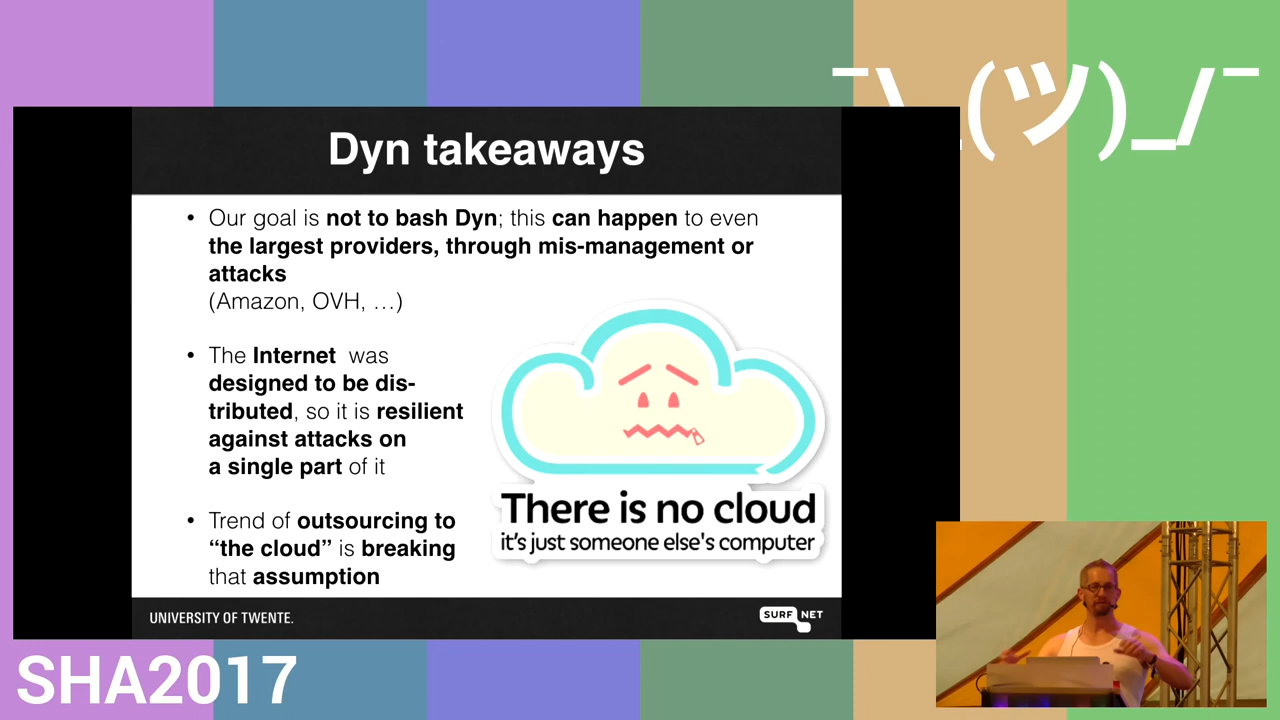 ¯\_(ツ)_/¯
Dyn takeaways
• Our goal is not to bash Dyn; this can happen to even
the largest providers, through mis-management or
attacks
(Amazon, OVH, …)
• The Internet was
designed to be dis-
tributed, so it is resilient
against attacks on
a single part of it
• Trend of outsourcing to
“the cloud” is breaking
that assumption
There is no cloud
it's just someone else's computer
UNIVERSITY OF TWENTE.
SURF NET
SHA2017